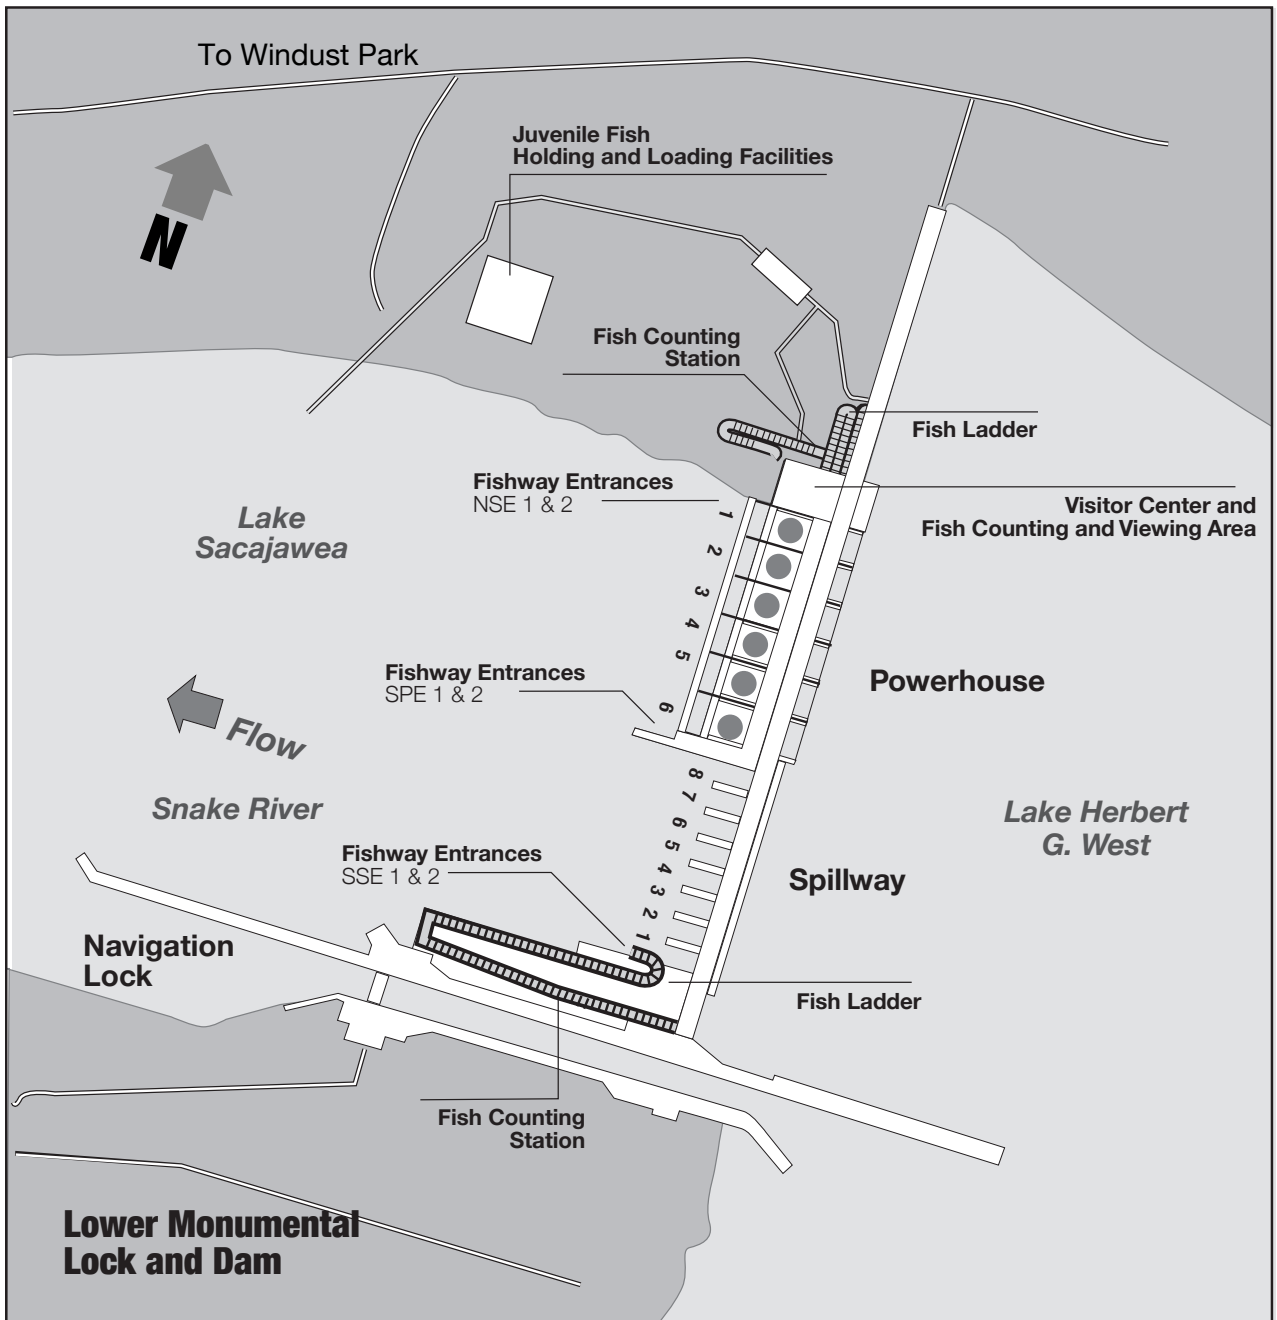 To Windust Park
Juvenile Fish
Holding and Loading Facilities
N
Fish Counting
Station
Fish Ladder
Fishway Entrances
NSE 1 & 2
Visitor Center and
Fish Counting and Viewing Area
Lake
Sacajawea
1
2
3
4
5
6
Fishway Entrances
SPE 1 & 2
Powerhouse
Flow
Snake River
Lake Herbert
G. West
8
7
6
5
4
3
2
1
Spillway
Fishway Entrances
SSE 1 & 2
Navigation
Lock
Fish Ladder
Fish Counting
Station
Lower Monumental
Lock and Dam